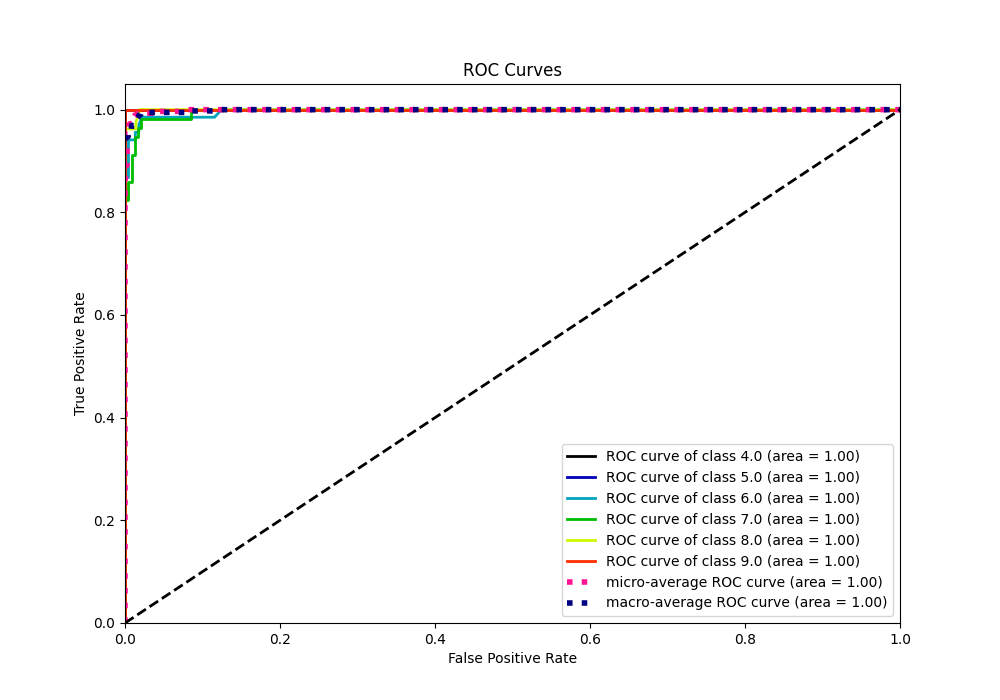 ROC Curves
1.0
0.8
0.6
0.4
0.2
0.0
True Positive Rate
0.0 0.2 0.4 0.6 0.8 1.0
False Positive Rate
ROC curve of class 4.0 (area = 1.00)
ROC curve of class 5.0 (area = 1.00)
ROC curve of class 6.0 (area = 1.00)
ROC curve of class 7.0 (area = 1.00)
ROC curve of class 8.0 (area = 1.00)
ROC curve of class 9.0 (area = 1.00)
micro-average ROC curve (area = 1.00)
macro-average ROC curve (area = 1.00)